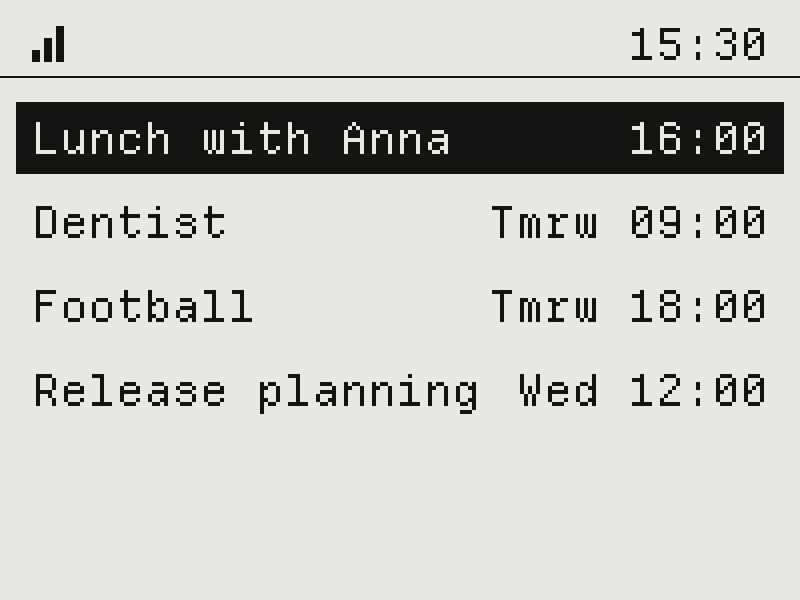 15:30
Lunch with Anna 16:00
Dentist Tmrw 09:00
Football Tmrw 18:00
Release planning Wed 12:00